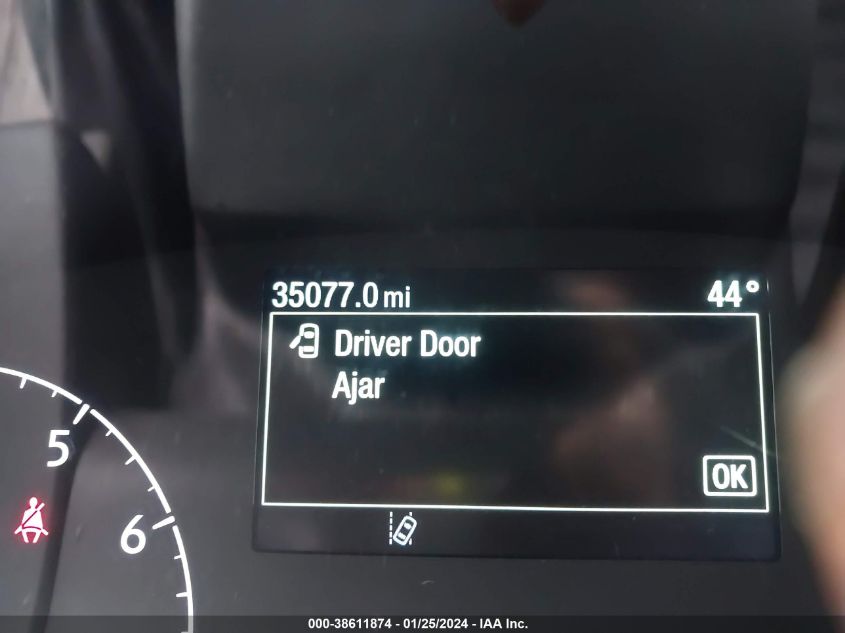 35077.0 mi 44°
Driver Door
Ajar
OK
5
6
000-38611874 / 01/25/2024 - IAA Inc.